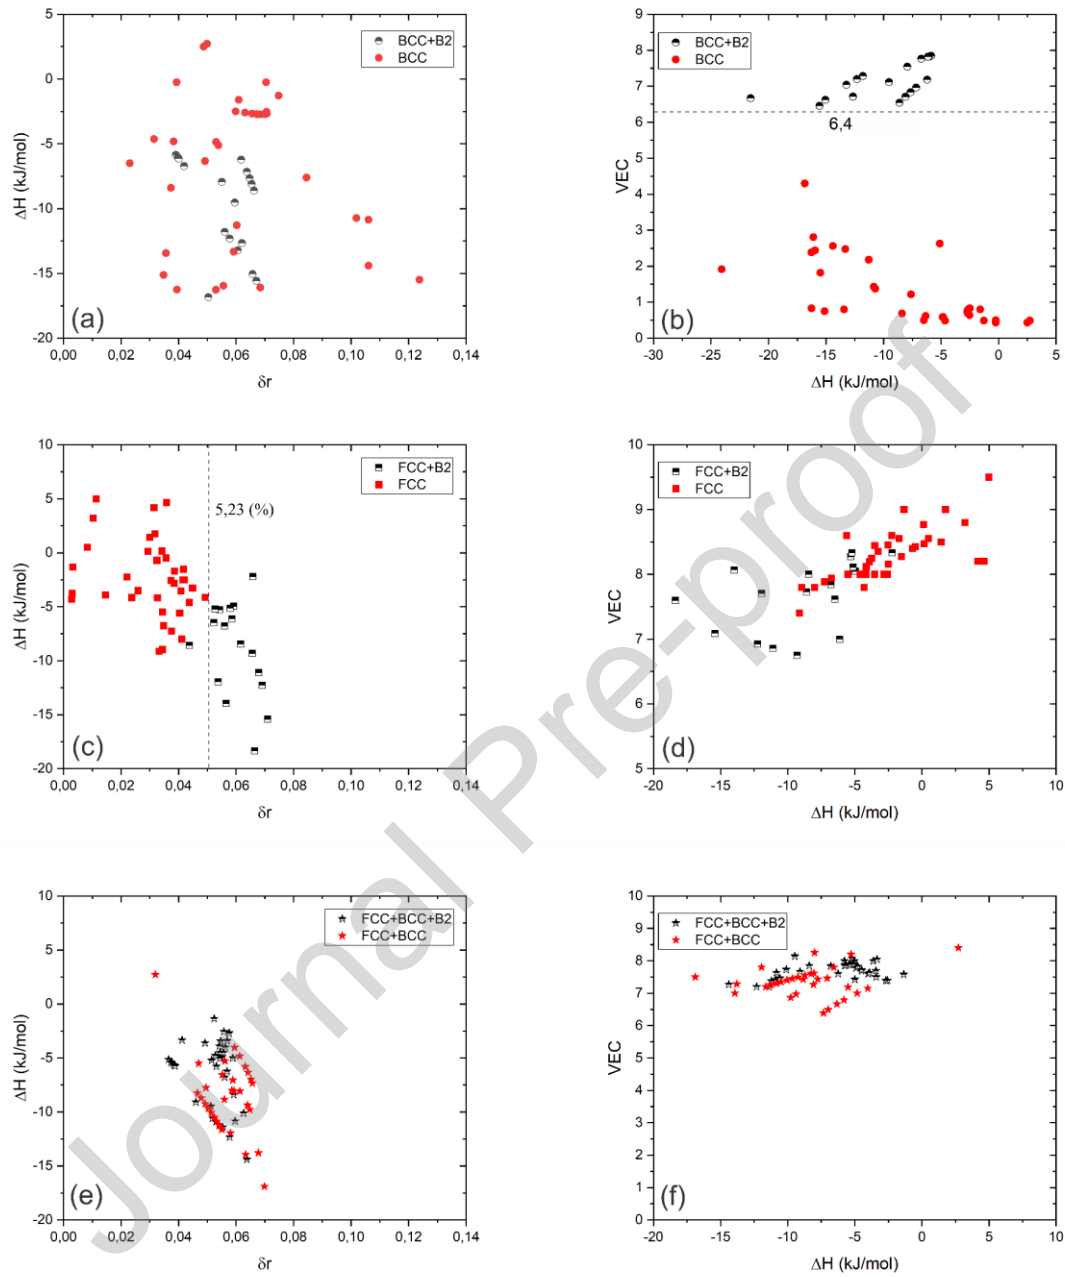 5
0
-5
-10
-15
-20
ΔH (kJ/mol)
BCC+B2
BCC
(a)
0,00 0,02 0,04 0,06 0,08 0,10 0,12 0,14
δr
9
8
7
6
5
4
3
2
1
0
VEC
BCC+B2
BCC
6,4
(b)
-30 -25 -20 -15 -10 -5 0 5
ΔH (kJ/mol)
10
5
0
-5
-10
-15
-20
ΔH (kJ/mol)
FCC+B2
FCC
5,23 (%)
(c)
0,00 0,02 0,04 0,06 0,08 0,10 0,12 0,14
δr
10
9
8
7
6
5
VEC
FCC+B2
FCC
(d)
-20 -15 -10 -5 0 5 10
ΔH (kJ/mol)
10
5
0
-5
-10
-15
-20
ΔH (kJ/mol)
FCC+BCC+B2
FCC+BCC
(e)
0,00 0,02 0,04 0,06 0,08 0,10 0,12 0,14
δr
10
9
8
7
6
5
4
3
2
1
0
VEC
FCC+BCC+B2
FCC+BCC
(f)
-20 -15 -10 -5 0 5 10
ΔH (kJ/mol)
Journal Pre-proof